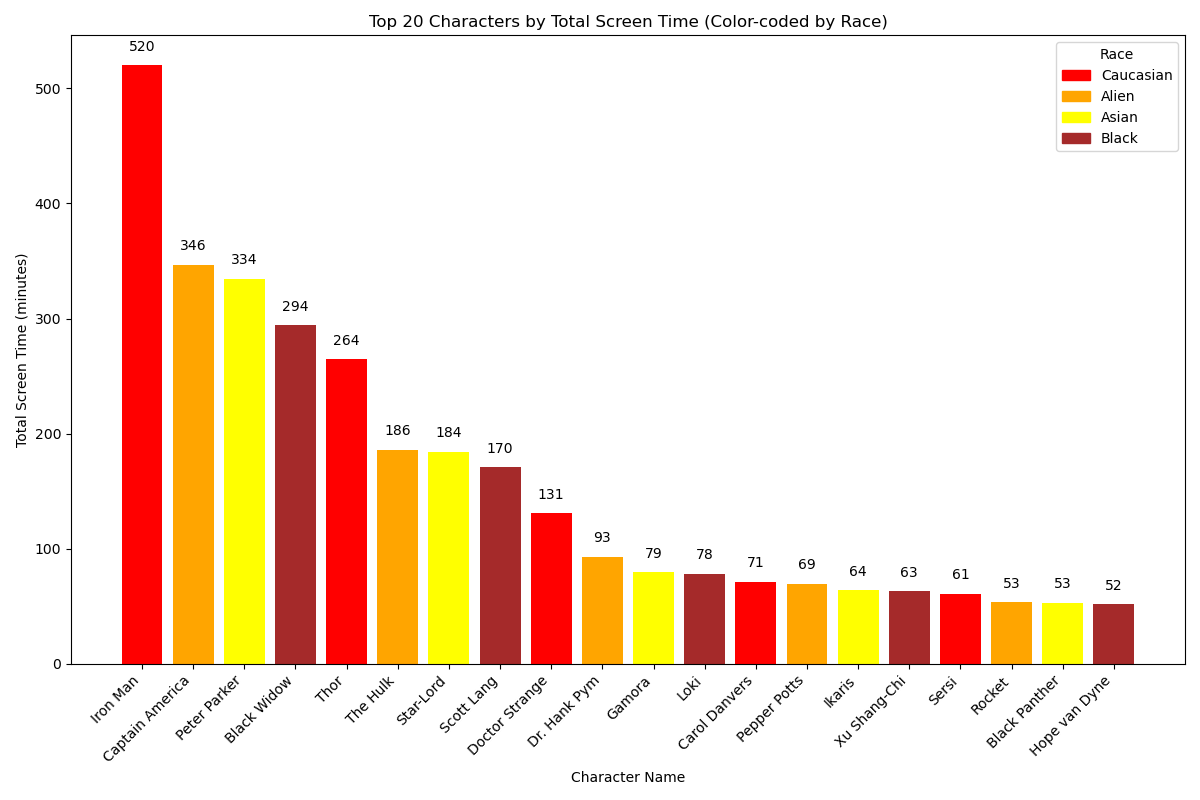 Top 20 Characters by Total Screen Time (Color-coded by Race)
520
346
334
294
264
186
184
170
131
93
79
78
71
69
64
63
61
53
53
52
Race
Caucasian
Alien
Asian
Black
Total Screen Time (minutes)
500
400
300
200
100
0
Iron Man
Captain America
Peter Parker
Black Widow
Thor
The Hulk
Star-Lord
Scott Lang
Doctor Strange
Dr. Hank Pym
Gamora
Loki
Carol Danvers
Pepper Potts
Ikaris
Xu Shang-Chi
Sersi
Rocket
Black Panther
Hope van Dyne
Character Name